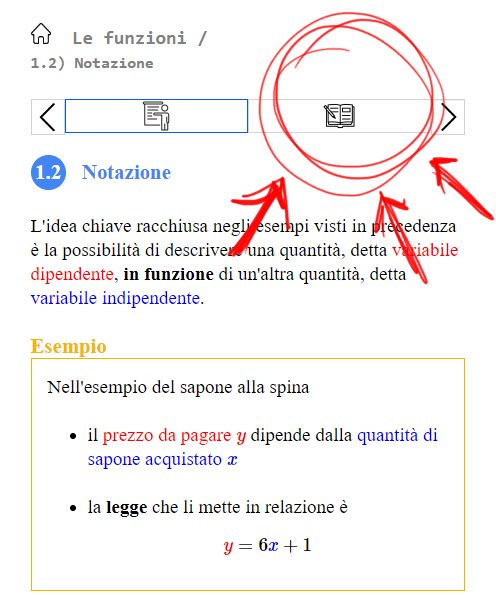 Le funzioni /
1.2) Notazione
1.2 Notazione
L'idea chiave racchiusa negli esempi visti in precedenza
è la possibilità di descrivere una quantità, detta variabile
dipendente, in funzione di un'altra quantità, detta
variabile indipendente.
Esempio
Nell'esempio del sapone alla spina
• il prezzo da pagare y dipende dalla quantità di
sapone acquistato x
• la legge che li mette in relazione è
y = 6x + 1